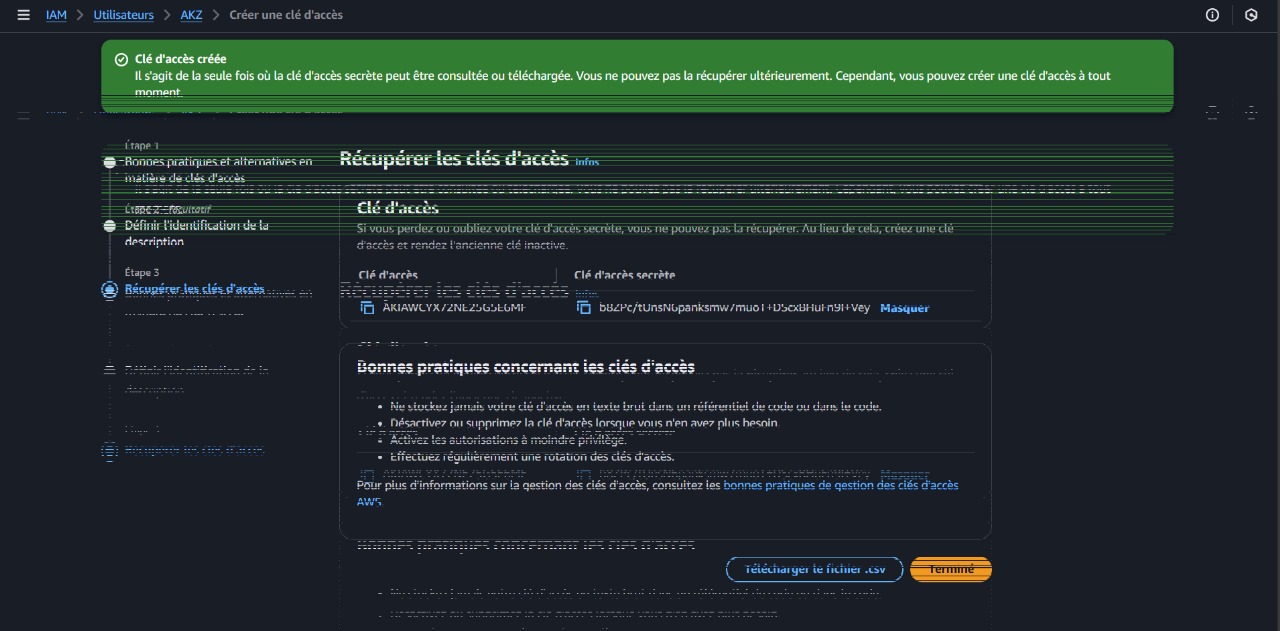 IAM > Utilisateurs > AKZ > Créer une clé d'accès
Clé d'accès créée
Il s'agit de la seule fois où la clé d'accès secrète peut être consultée ou téléchargée. Vous ne pouvez pas la récupérer ultérieurement. Cependant, vous pouvez créer une clé d'accès à tout
moment.
Étape 1
Bonnes pratiques et alternatives en
matière de clés d'accès
Étape 2 - facultatif
Définir l'identification de la
description
Étape 3
Récupérer les clés d'accès
Récupérer les clés d'accès Infos
Clé d'accès
Si vous perdez ou oubliez votre clé d'accès secrète, vous ne pouvez pas la récupérer. Au lieu de cela, créez une clé
d'accès et rendez l'ancienne clé inactive.
Clé d'accès
Clé d'accès secrète
Masquer
Bonnes pratiques concernant les clés d'accès
• Ne stockez jamais votre clé d'accès en texte brut dans un référentiel de code ou dans le code.
• Désactivez ou supprimez la clé d'accès lorsque vous n'en avez plus besoin.
• Activez les autorisations à moindre privilège.
• Effectuez régulièrement une rotation des clés d'accès.
Pour plus d'informations sur la gestion des clés d'accès, consultez les bonnes pratiques de gestion des clés d'accès
AWS.
Télécharger le fichier .csv
Terminé